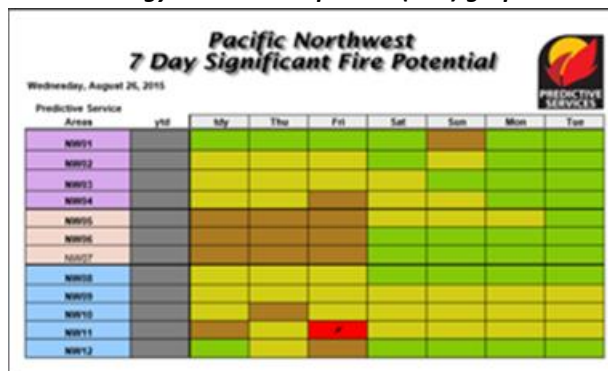 Pacific Northwest
7 Day Significant Fire Potential
Wednesday, August 26, 2015
PREDICTIVE
SERVICES
Predictive Service
Areas ytd tdy Thu Fri Sat Sun Mon Tue
NW01
NW02
NW03
NW04
NW05
NW06
NW07
NW08
NW09
NW10
NW11
NW12